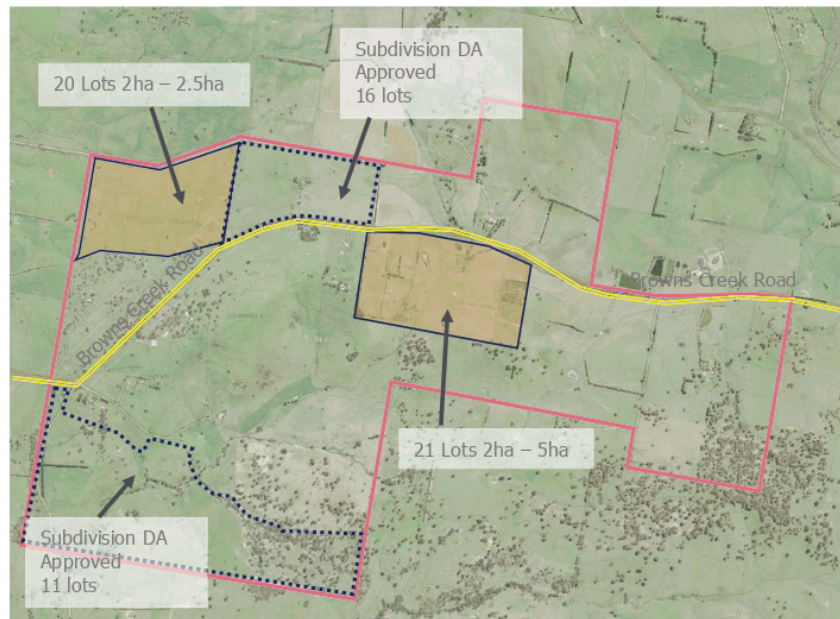 Subdivision DA
Approved
16 lots
20 Lots 2ha – 2.5ha
Browns Creek Road
Browns Creek Road
21 Lots 2ha – 5ha
Subdivision DA
Approved
11 lots